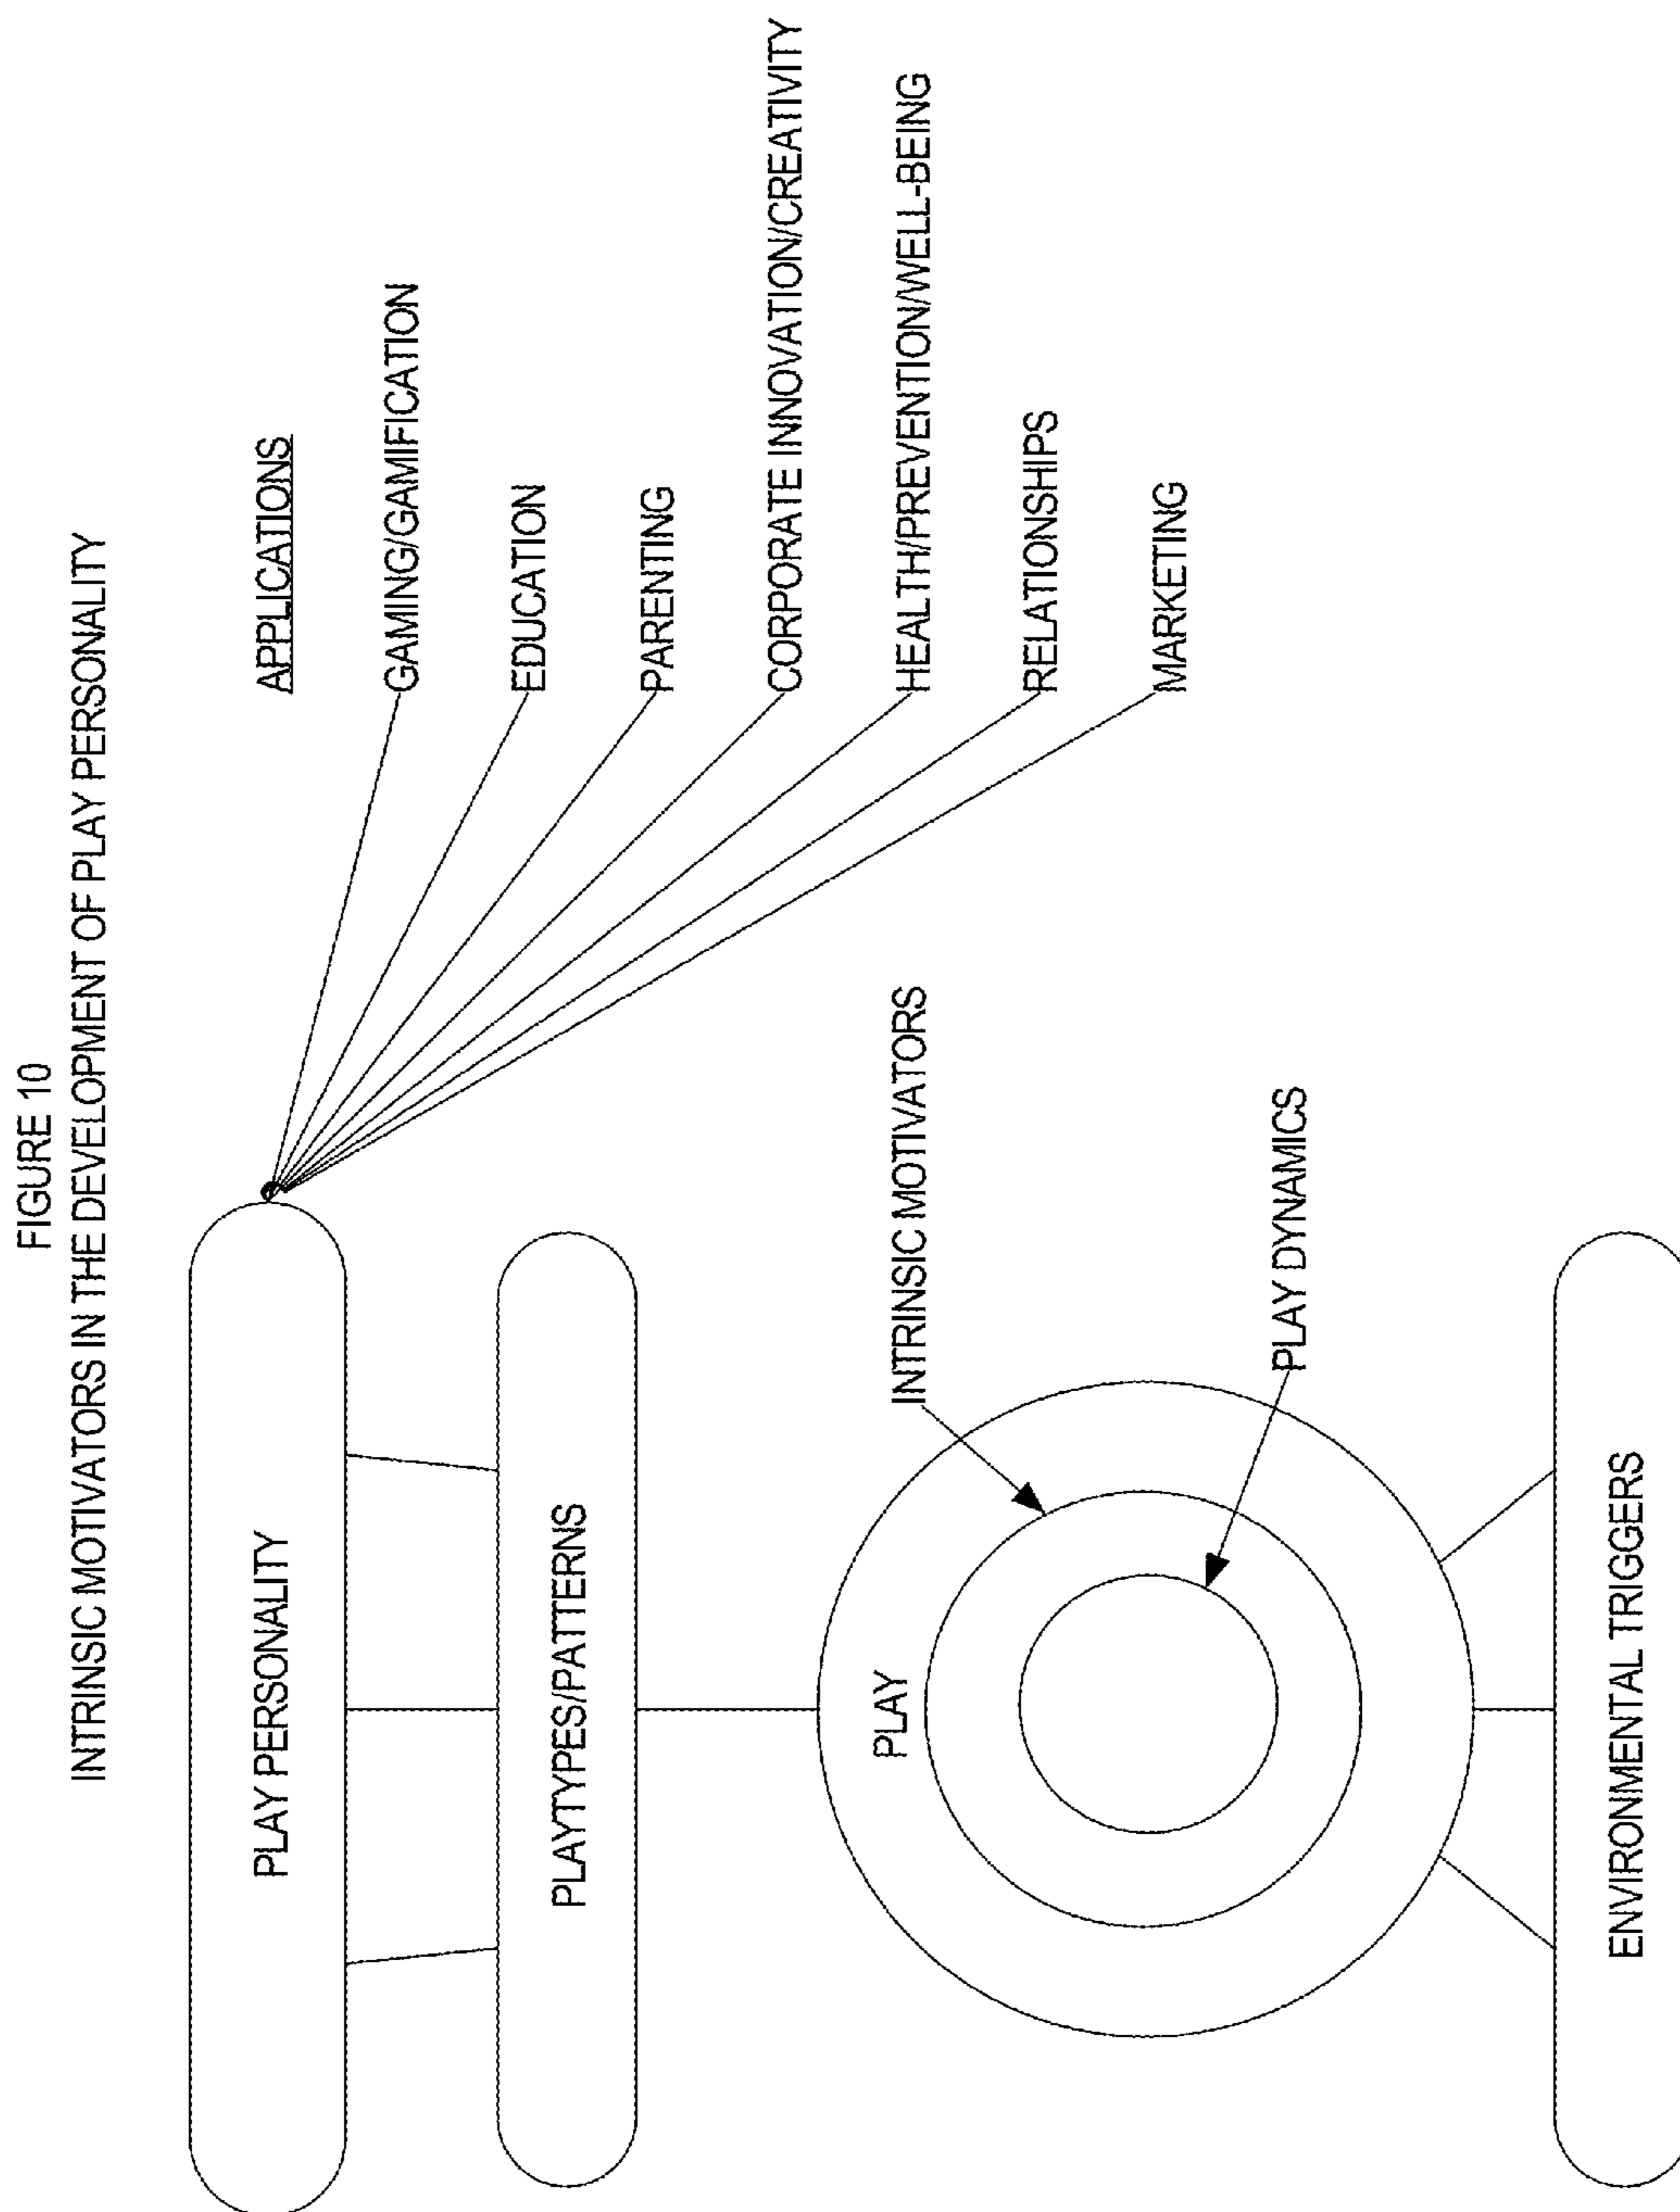 FIGURE 10
INTRINSIC MOTIVATORS IN THE DEVELOPMENT OF PLAY PERSONALITY
PLAY PERSONALITY
APPLICATIONS
GAMING/GAMIFICATION
EDUCATION
PARENTING
CORPORATE INNOVATION/CREATIVITY
HEALTH/PREVENTION/WELL-BEING
RELATIONSHIPS
MARKETING
PLAYTYPES/PATTERNS
PLAY
INTRINSIC MOTIVATORS
PLAY DYNAMICS
ENVIRONMENTAL TRIGGERS